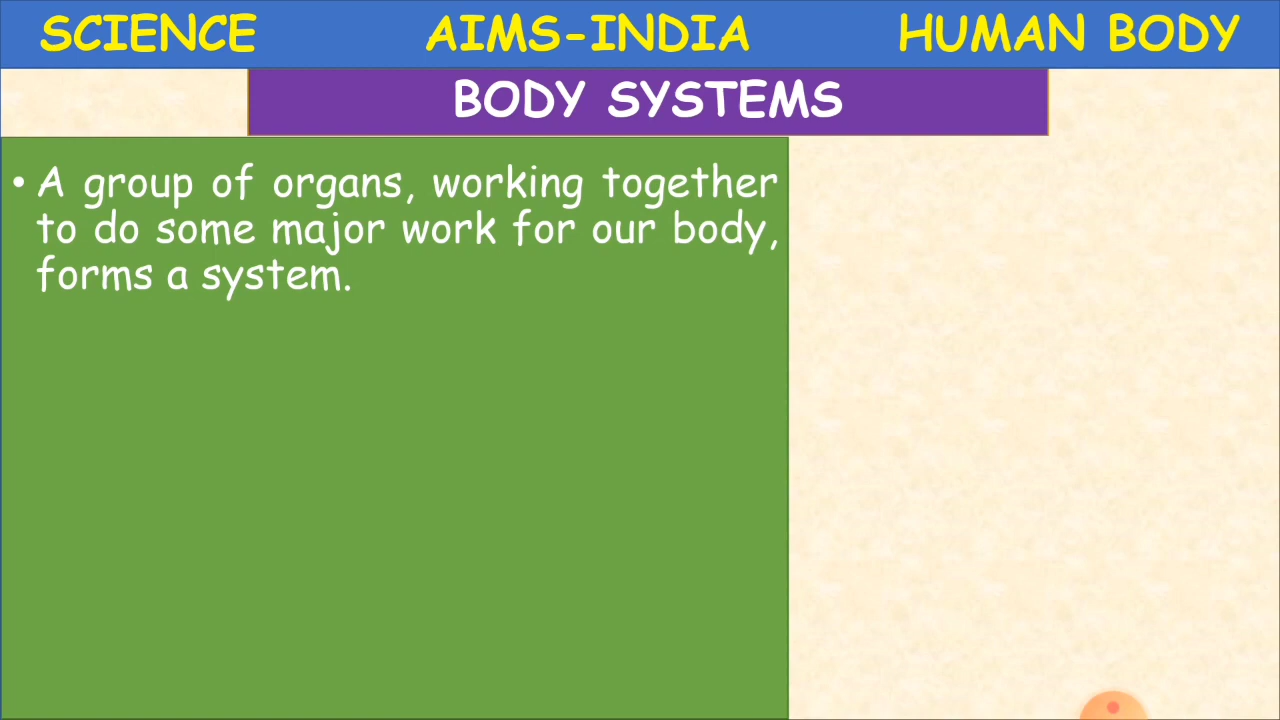 SCIENCE AIMS-INDIA HUMAN BODY
BODY SYSTEMS
• A group of organs, working together
to do some major work for our body,
forms a system.